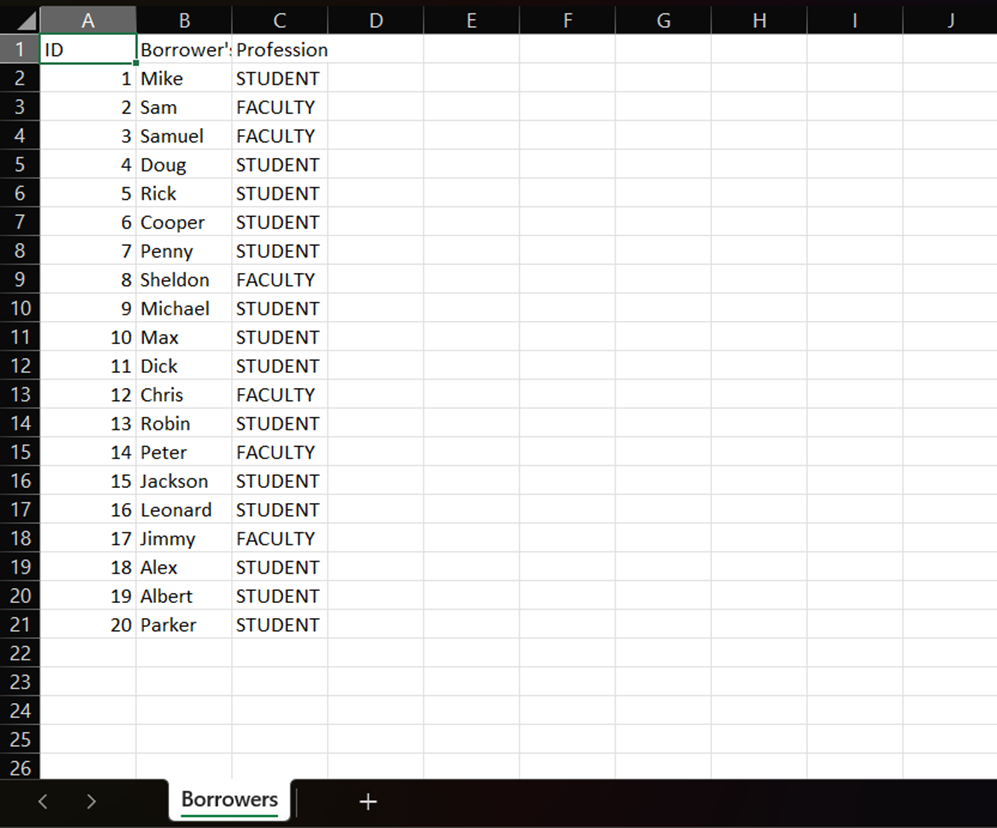 A B C D E F G H I J
1 ID Borrower's Profession
2 1 Mike STUDENT
3 2 Sam FACULTY
4 3 Samuel FACULTY
5 4 Doug STUDENT
6 5 Rick STUDENT
7 6 Cooper STUDENT
8 7 Penny STUDENT
9 8 Sheldon FACULTY
10 9 Michael STUDENT
11 10 Max STUDENT
12 11 Dick STUDENT
13 12 Chris FACULTY
14 13 Robin STUDENT
15 14 Peter FACULTY
16 15 Jackson STUDENT
17 16 Leonard STUDENT
18 17 Jimmy FACULTY
19 18 Alex STUDENT
20 19 Albert STUDENT
21 20 Parker STUDENT
22
23
24
25
26
Borrowers